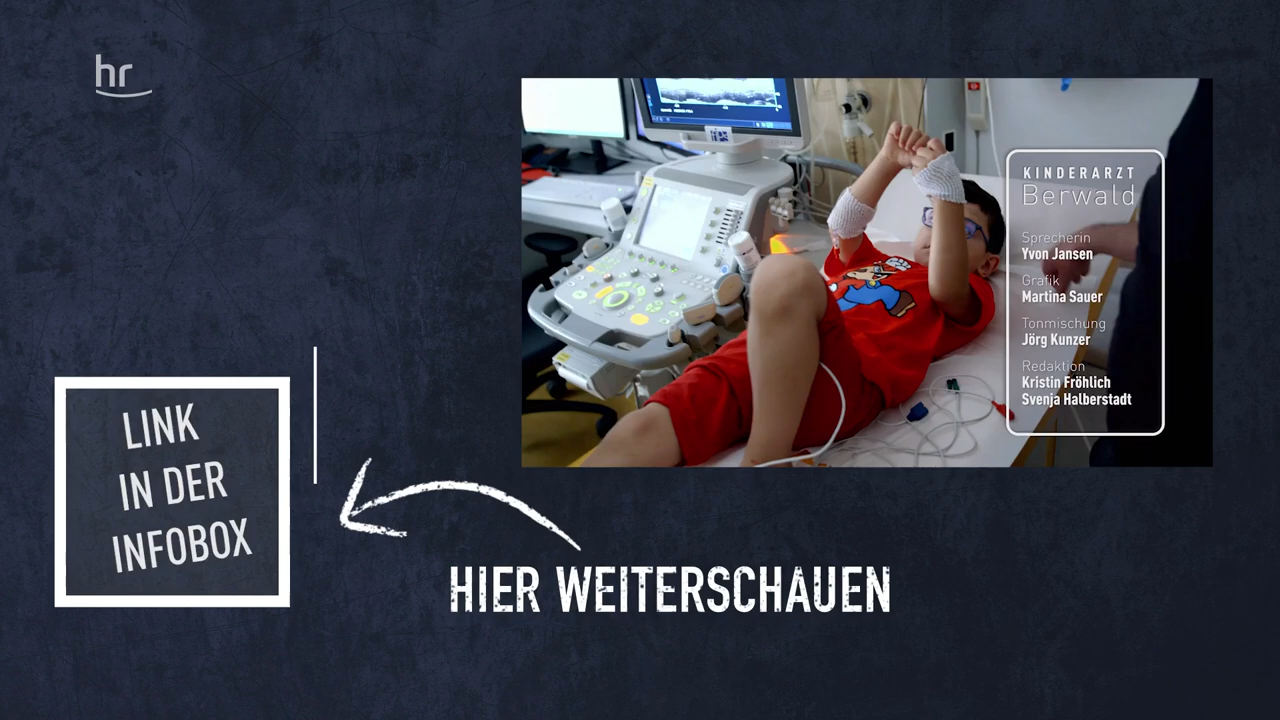 hr
KINDERARZT
Berwald
Sprecherin
Yvon Jansen
Grafik
Martina Sauer
Tonmischung
Jörg Kunzer
Redaktion
Kristin Fröhlich
Svenja Halberstadt
LINK
IN DER
INFOBOX
HIER WEITERSCHAUEN